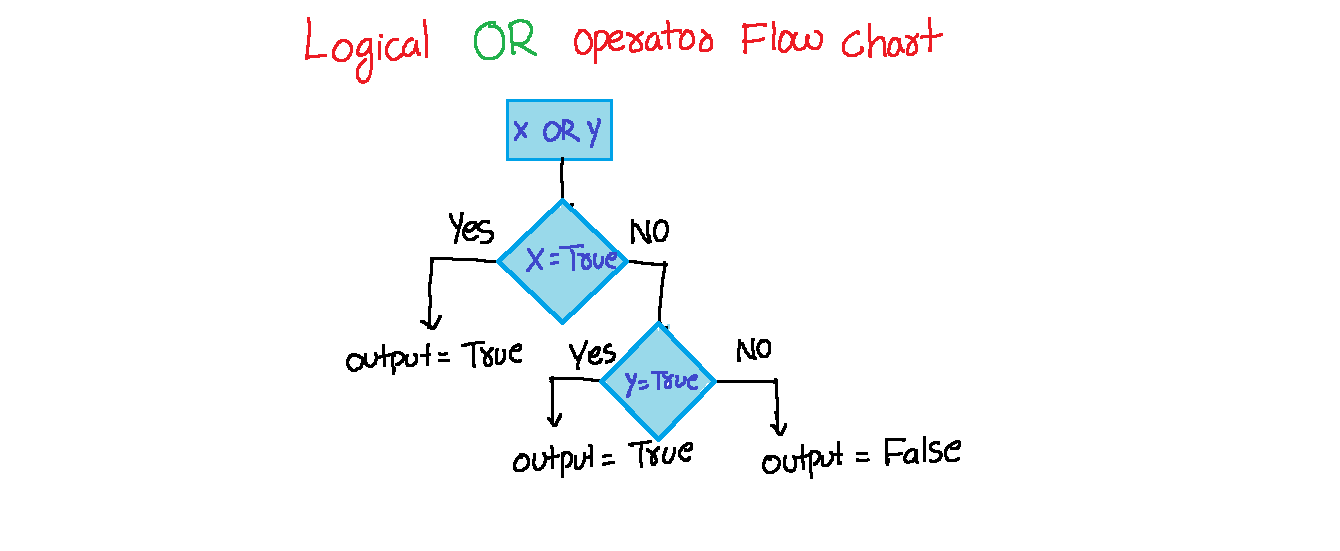 Logical OR operator Flow chart
X OR Y
Yes
NO
X = True
output = True
Yes
NO
Y = True
output = True
output = False